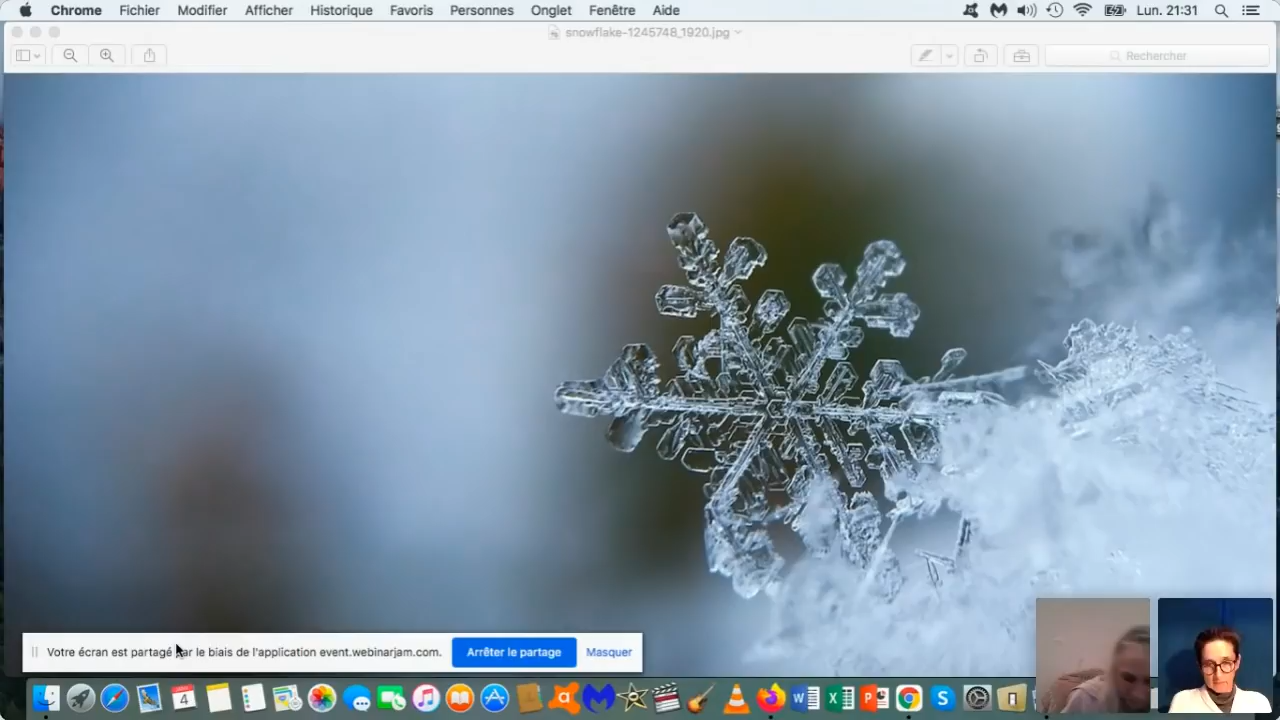 Chrome Fichier Modifier Afficher Historique Favoris Personnes Onglet Fenêtre Aide Lun. 21:31
snowflake-1245748_1920.jpg
Rechercher
Votre écran est partagé par le biais de l'application event.webinarjam.com. Arrêter le partage Masquer
4